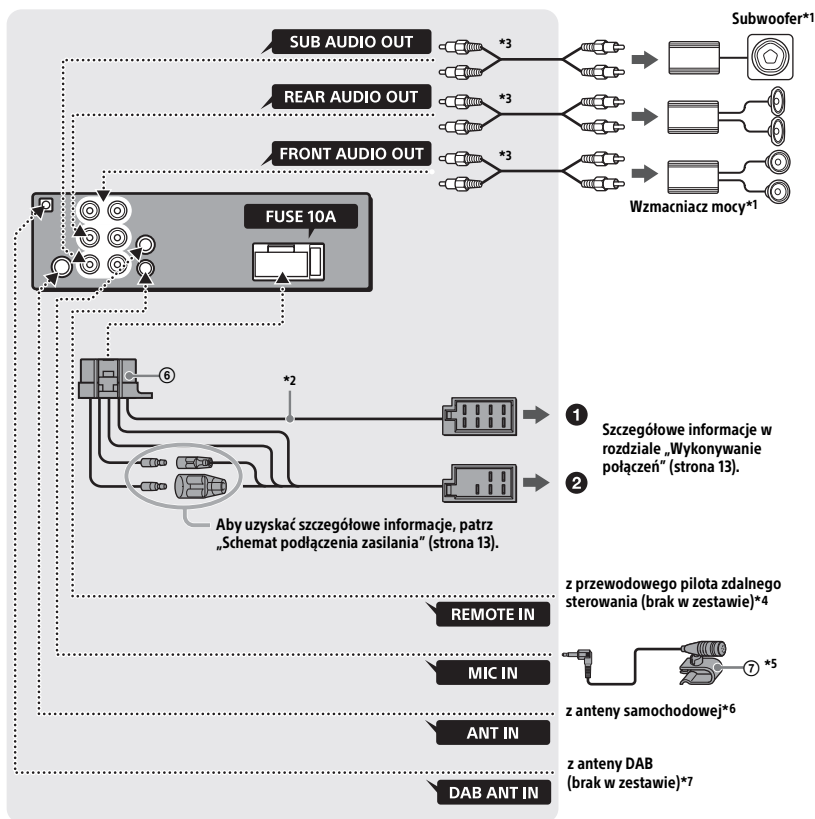 Subwoofer*1
SUB AUDIO OUT
*3
REAR AUDIO OUT
*3
FRONT AUDIO OUT
*3
Wzmacniacz mocy*1
FUSE 10A
⑥
*2
❶
Szczegółowe informacje w
rozdziale „Wykonywanie
połączeń” (strona 13).
❷
Aby uzyskać szczegółowe informacje, patrz
„Schemat podłączenia zasilania” (strona 13).
z przewodowego pilota zdalnego
sterowania (brak w zestawie)*4
REMOTE IN
⑦ *5
MIC IN
z anteny samochodowej*6
ANT IN
z anteny DAB
(brak w zestawie)*7
DAB ANT IN